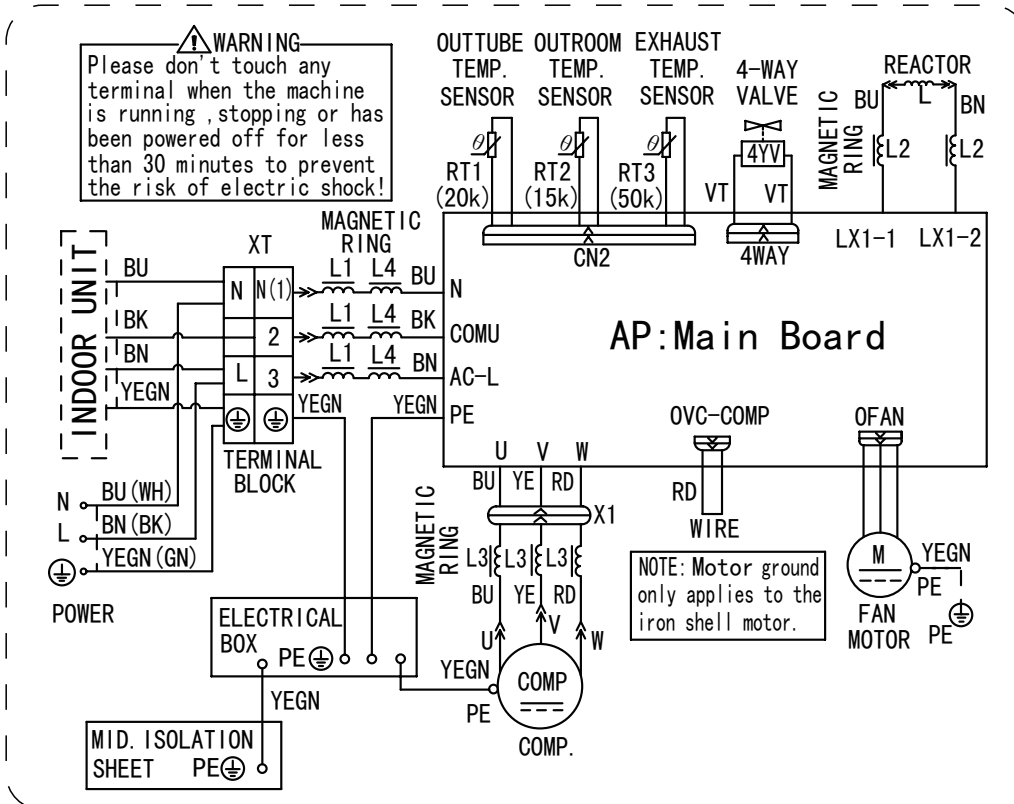 WARNING
Please don't touch any
terminal when the machine
is running ,stopping or has
been powered off for less
than 30 minutes to prevent
the risk of electric shock!
OUTTUBE
TEMP.
SENSOR
OUTROOM
TEMP.
SENSOR
EXHAUST
TEMP.
SENSOR
4-WAY
VALVE
MAGNETIC
RING
REACTOR
BU
L
BN
L2
L2
θ
θ
θ
4YV
RT1
(20k)
RT2
(15k)
RT3
(50k)
VT
VT
CN2
4WAY
LX1-1
LX1-2
INDOOR UNIT
BU
BK
BN
YEGN
XT
N
N(1)
2
L
3
TERMINAL
BLOCK
MAGNETIC
RING
L1
L4
BU
N
L1
L4
BK
COMU
L1
L4
BN
AC-L
YEGN
YEGN
PE
AP:Main Board
OVC-COMP
OFAN
U
V
W
BU
YE
RD
X1
RD
WIRE
N
BU(WH)
L
BN(BK)
YEGN(GN)
POWER
MAGNETIC
RING
L3
L3
L3
BU
YE
RD
U
V
W
NOTE: Motor ground
only applies to the
iron shell motor.
M
YEGN
PE
PE
FAN
MOTOR
ELECTRICAL
BOX
PE
YEGN
YEGN
PE
COMP
COMP.
MID. ISOLATION
SHEET
PE